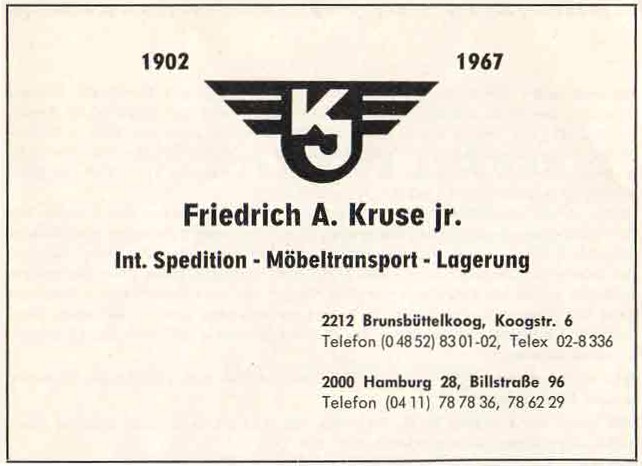 1902 1967
KJ
Friedrich A. Kruse jr.
Int. Spedition - Möbeltransport - Lagerung
2212 Brunsbüttelkoog, Koogstr. 6
Telefon (0 48 52) 83 01-02, Telex 02-8 336
2000 Hamburg 28, Billstraße 96
Telefon (04 11) 78 78 36, 78 62 29